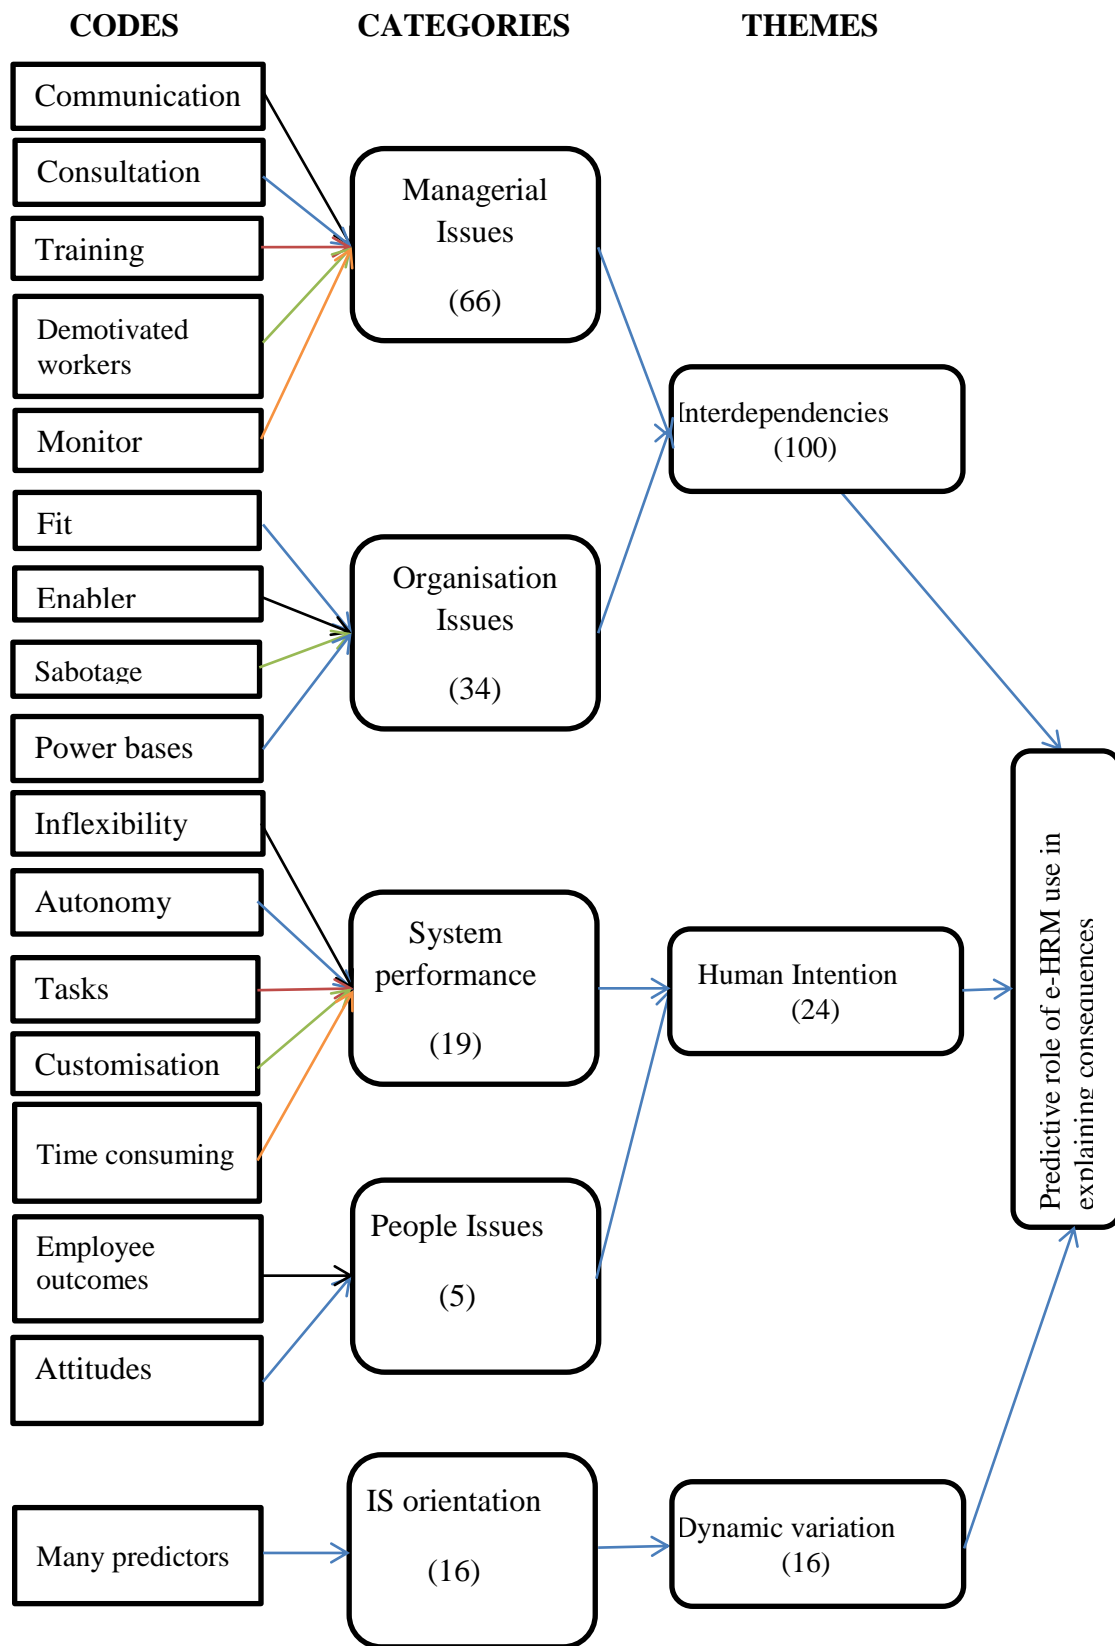 CODES
CATEGORIES
THEMES
Communication
Consultation
Training
Demotivated
workers
Monitor
Fit
Enabler
Sabotage
Power bases
Inflexibility
Autonomy
Tasks
Customisation
Time consuming
Employee
outcomes
Attitudes
Many predictors
Managerial
Issues
(66)
Organisation
Issues
(34)
System
performance
(19)
People Issues
(5)
IS orientation
(16)
Interdependencies
(100)
Human Intention
(24)
Dynamic variation
(16)
Predictive role of e-HRM use in
explaining consequences